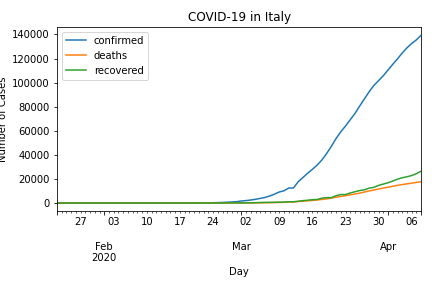 COVID-19 in Italy
140000
120000
100000
80000
60000
40000
20000
0
Number of Cases
confirmed
deaths
recovered
27 03 10 17 24 02 09 16 23 30 06
Feb Mar Apr
2020
Day